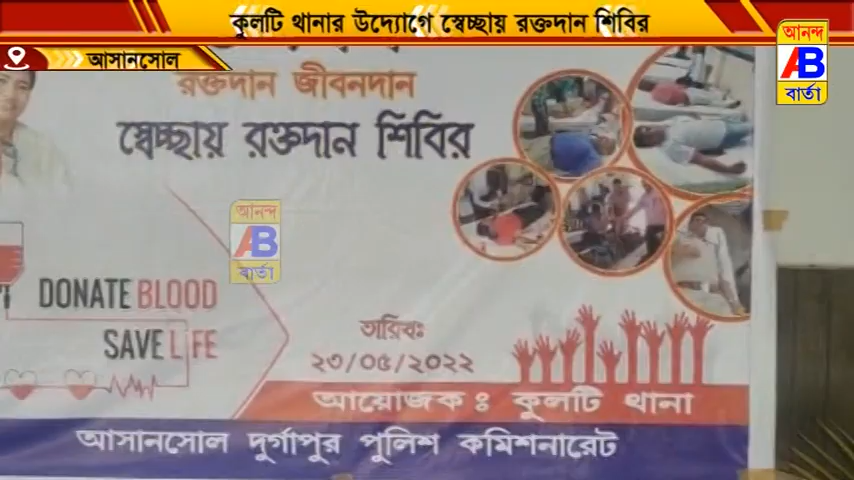 কুলটি থানার উদ্যোগে স্বেচ্ছায় রক্তদান শিবির
আসানসোল
আনন্দ
AB
বার্তা
রক্তদান জীবনদান
স্বেচ্ছায় রক্তদান শিবির
আনন্দ
AB
বার্তা
DONATE BLOOD
SAVE LIFE
তারিখঃ
২৩/০৫/২০২২
আয়োজক ঃ কুলটি থানা
আসানসোল দুর্গাপুর পুলিশ কমিশনারেট